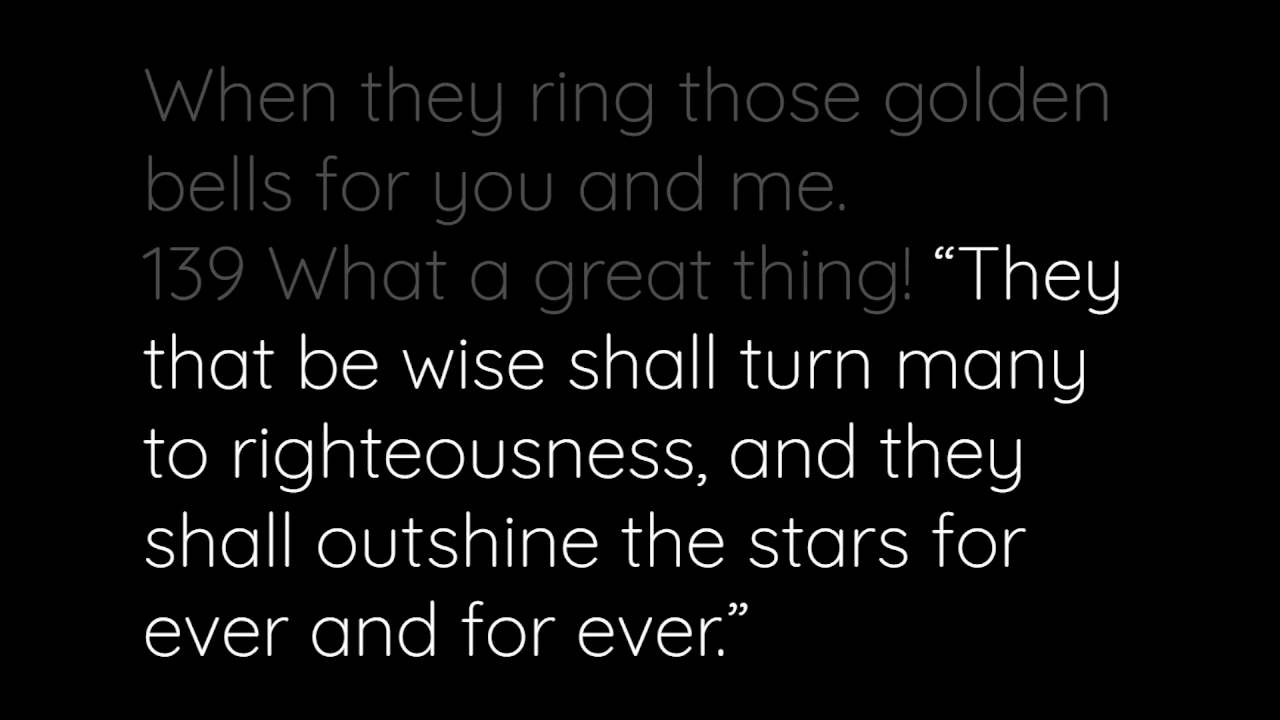 When they ring those golden
bells for you and me.
139 What a great thing! “They
that be wise shall turn many
to righteousness, and they
shall outshine the stars for
ever and for ever.”